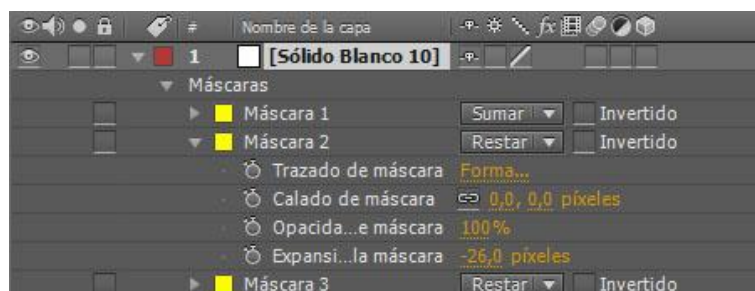 # Nombre de la capa fx
1 [Sólido Blanco 10]
Máscaras
Máscara 1 Sumar Invertido
Máscara 2 Restar Invertido
Trazado de máscara Forma...
Calado de máscara 0,0, 0,0 píxeles
Opacida...e máscara 100%
Expansi...la máscara -26,0 píxeles
Máscara 3 Restar Invertido